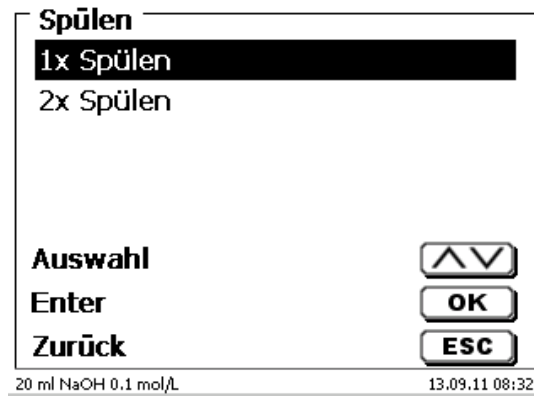 Spülen
1x Spülen
2x Spülen
Auswahl
Enter OK
Zurück ESC
20 ml NaOH 0.1 mol/L 13.09.11 08:32